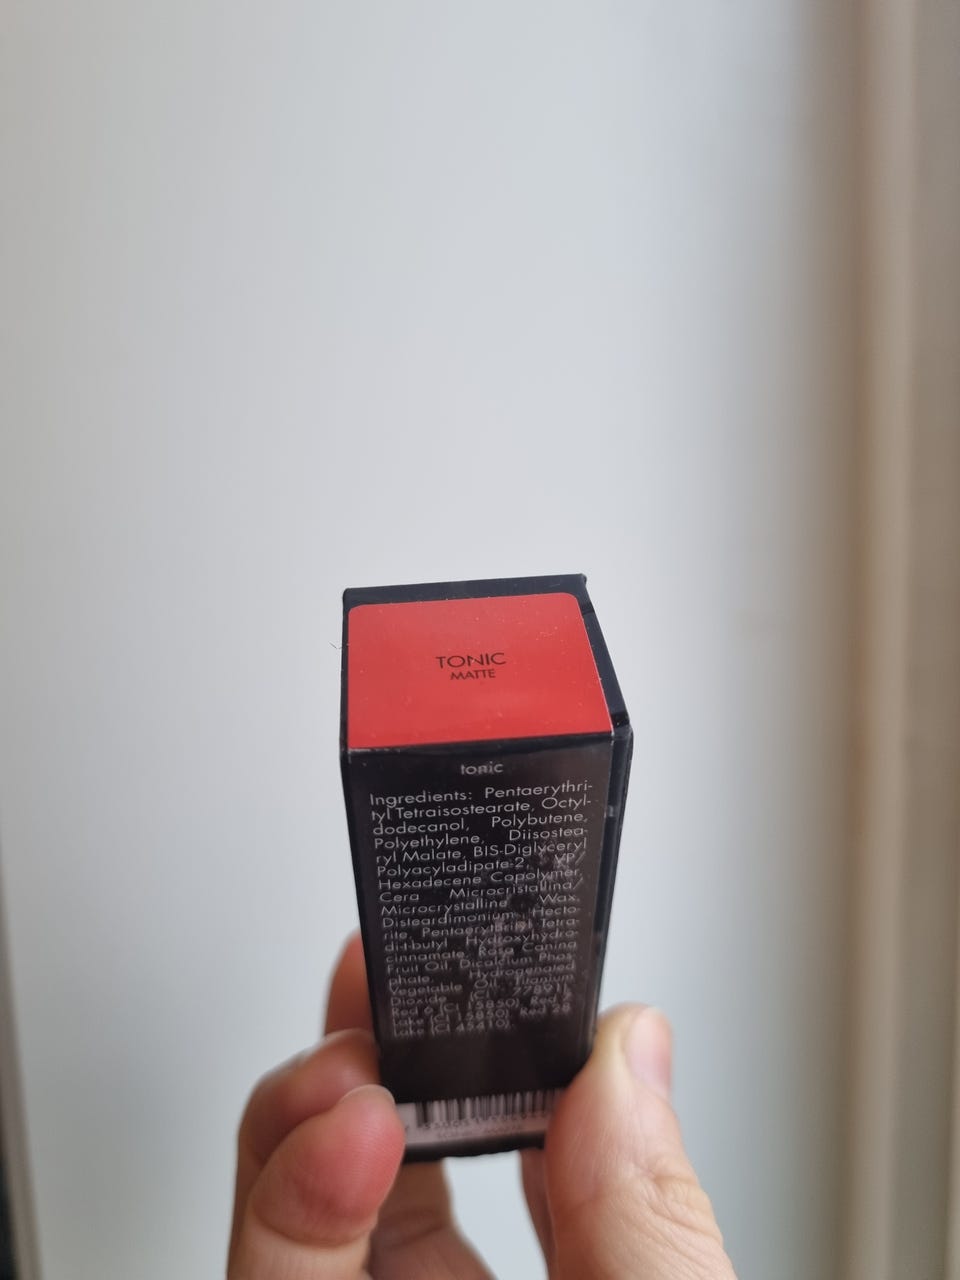 TONIC
MATTE
tonic
Ingredients: Pentaerythri-
tyl Tetraisostearate, Octyl-
dodecanol, Polybutene,
Polyethylene, Diisostea-
ryl Malate, BIS-Diglyceryl
Polyacyladipate-2, VP/
Hexadecene Copolymer,
Cera Microcristallina/
Microcrystalline Wax,
Disteardimonium Hecto-
rite, Pentaerythrityl Tetra-
di-t-butyl Hydroxyhydro-
cinnamate, Rosa Canina
Fruit Oil, Dicalcium Phos-
phate, Hydrogenated
Vegetable Oil, Titanium
Dioxide (CI 77891),
Red 6 (CI 15850), Red 7
Lake (CI 15850), Red 28
Lake (CI 45410).